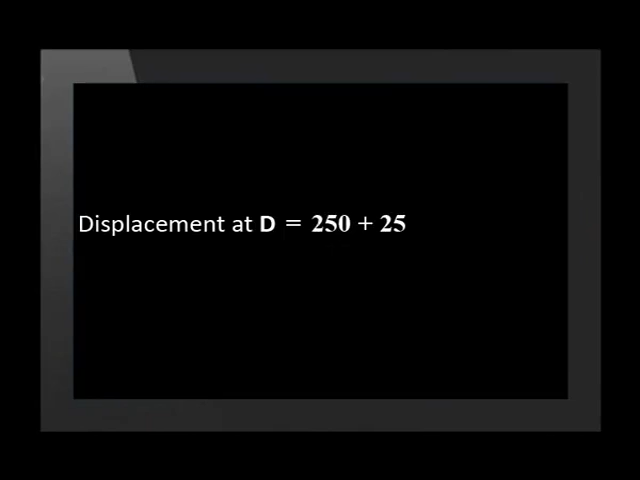 Displacement at D = 250 + 25